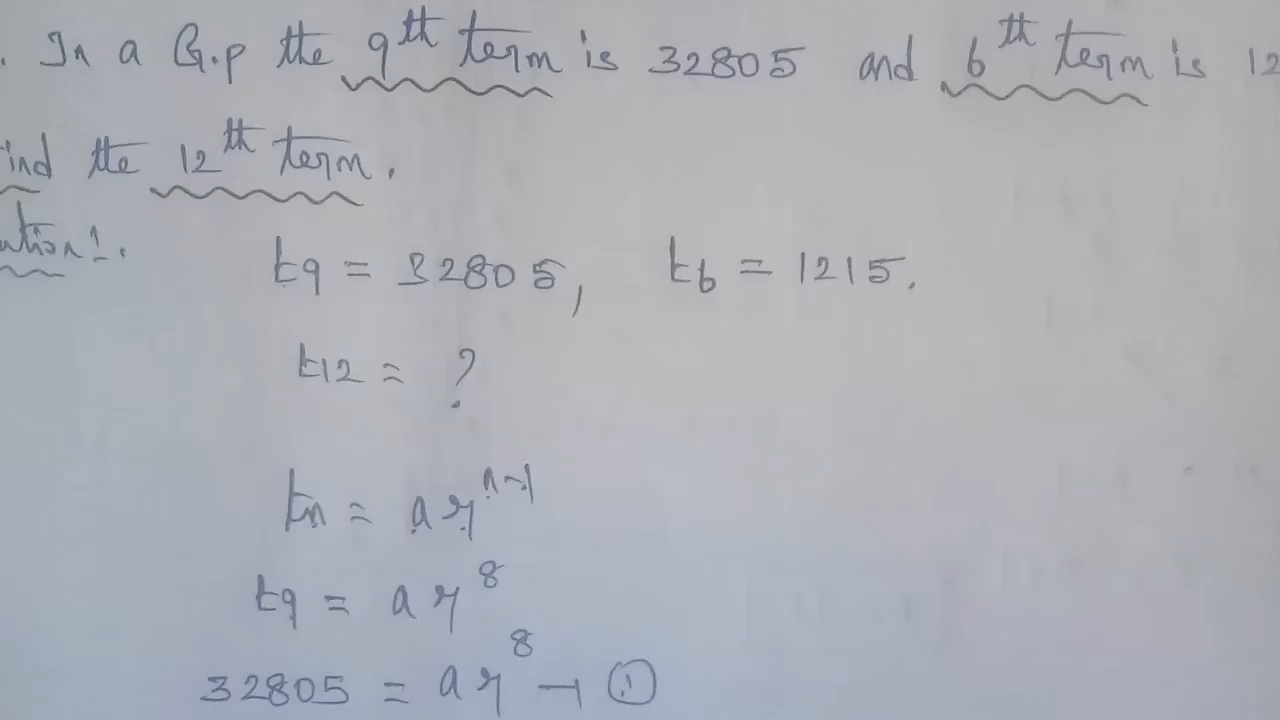 . In a G.p the 9th term is 32805 and 6th term is 12
ind the 12th term.
ution:.
t9 = 32805, t6 = 1215.
t12 = ?
tn = ar^n-1
t9 = ar^8
32805 = ar^8 → ①